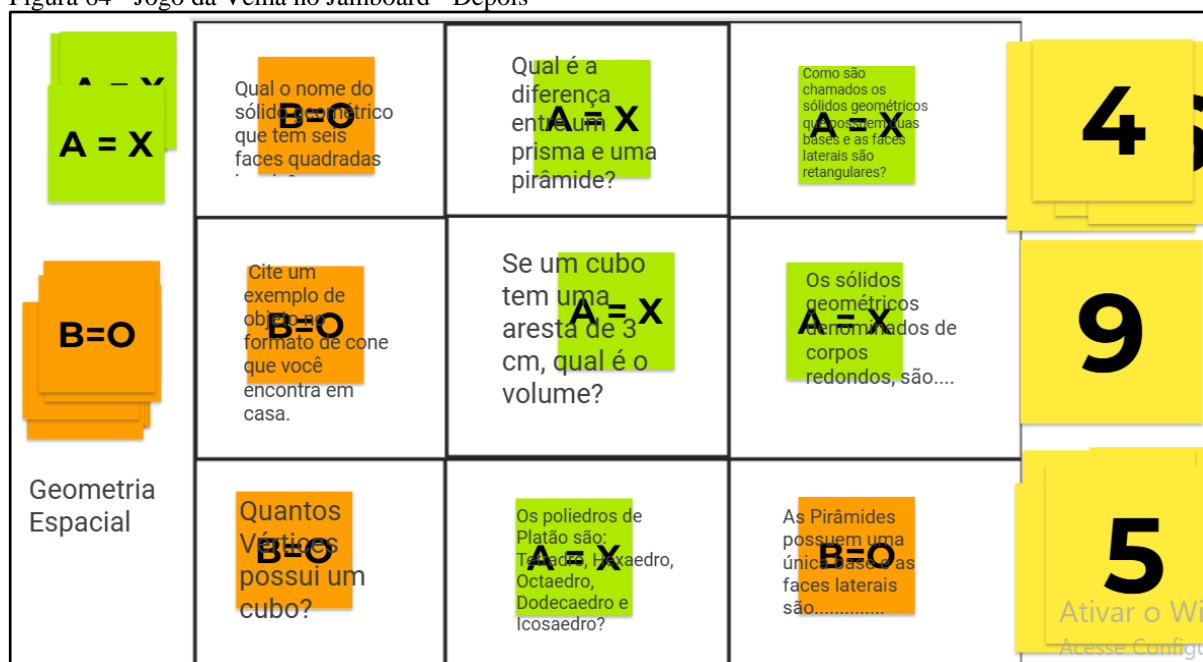 Figura 64 - Jogo da Velha no Jamboard - Depois
A = X
A = X
B=O
Geometria
Espacial
Qual o nome do
sólido geométrico
que tem seis
faces quadradas
B=O
Qual é a
diferença
entre um
prisma e uma
pirâmide?
A = X
Como são
chamados os
sólidos geométricos
que possuem duas
bases e as faces
laterais são
retangulares?
A = X
4
Cite um
exemplo de
objeto no
formato de cone
que você
encontra em
casa.
B=O
Se um cubo
tem uma
aresta de 3
cm, qual é o
volume?
A = X
Os sólidos
geométricos
denominados de
corpos
redondos, são....
A = X
9
Quantos
Vértices
possui um
cubo?
B=O
Os poliedros de
Platão são:
Tetradro, Hexaedro,
Octaedro,
Dodecaedro e
Icosaedro?
A = X
As Pirâmides
possuem uma
única base e as
faces laterais
são..............
B=O
5
Ativar o Wi
Acesse Configu